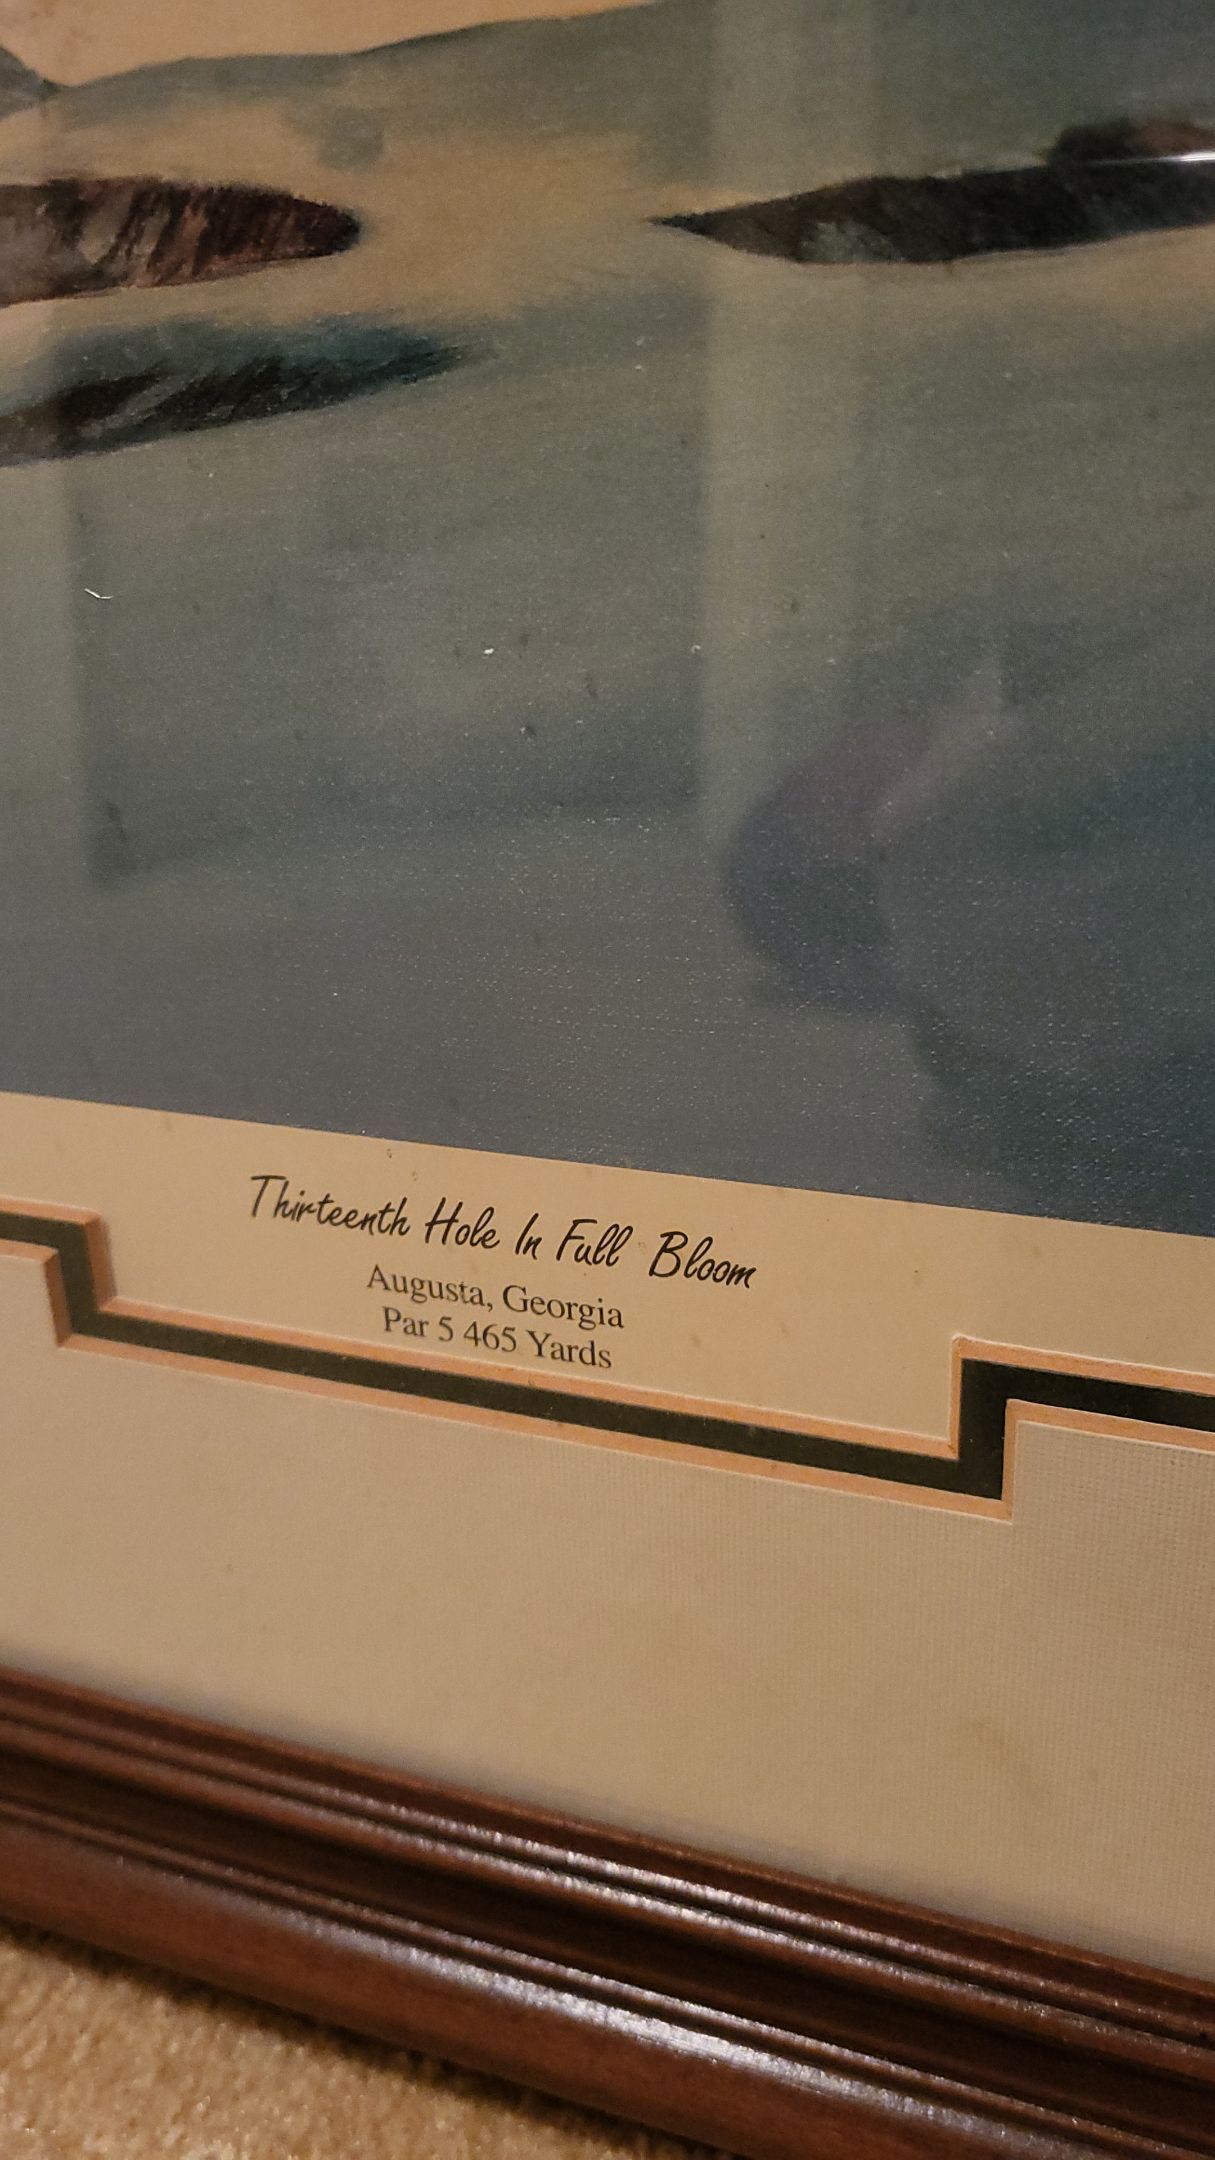 Thirteenth Hole In Full Bloom
Augusta, Georgia
Par 5 465 Yards